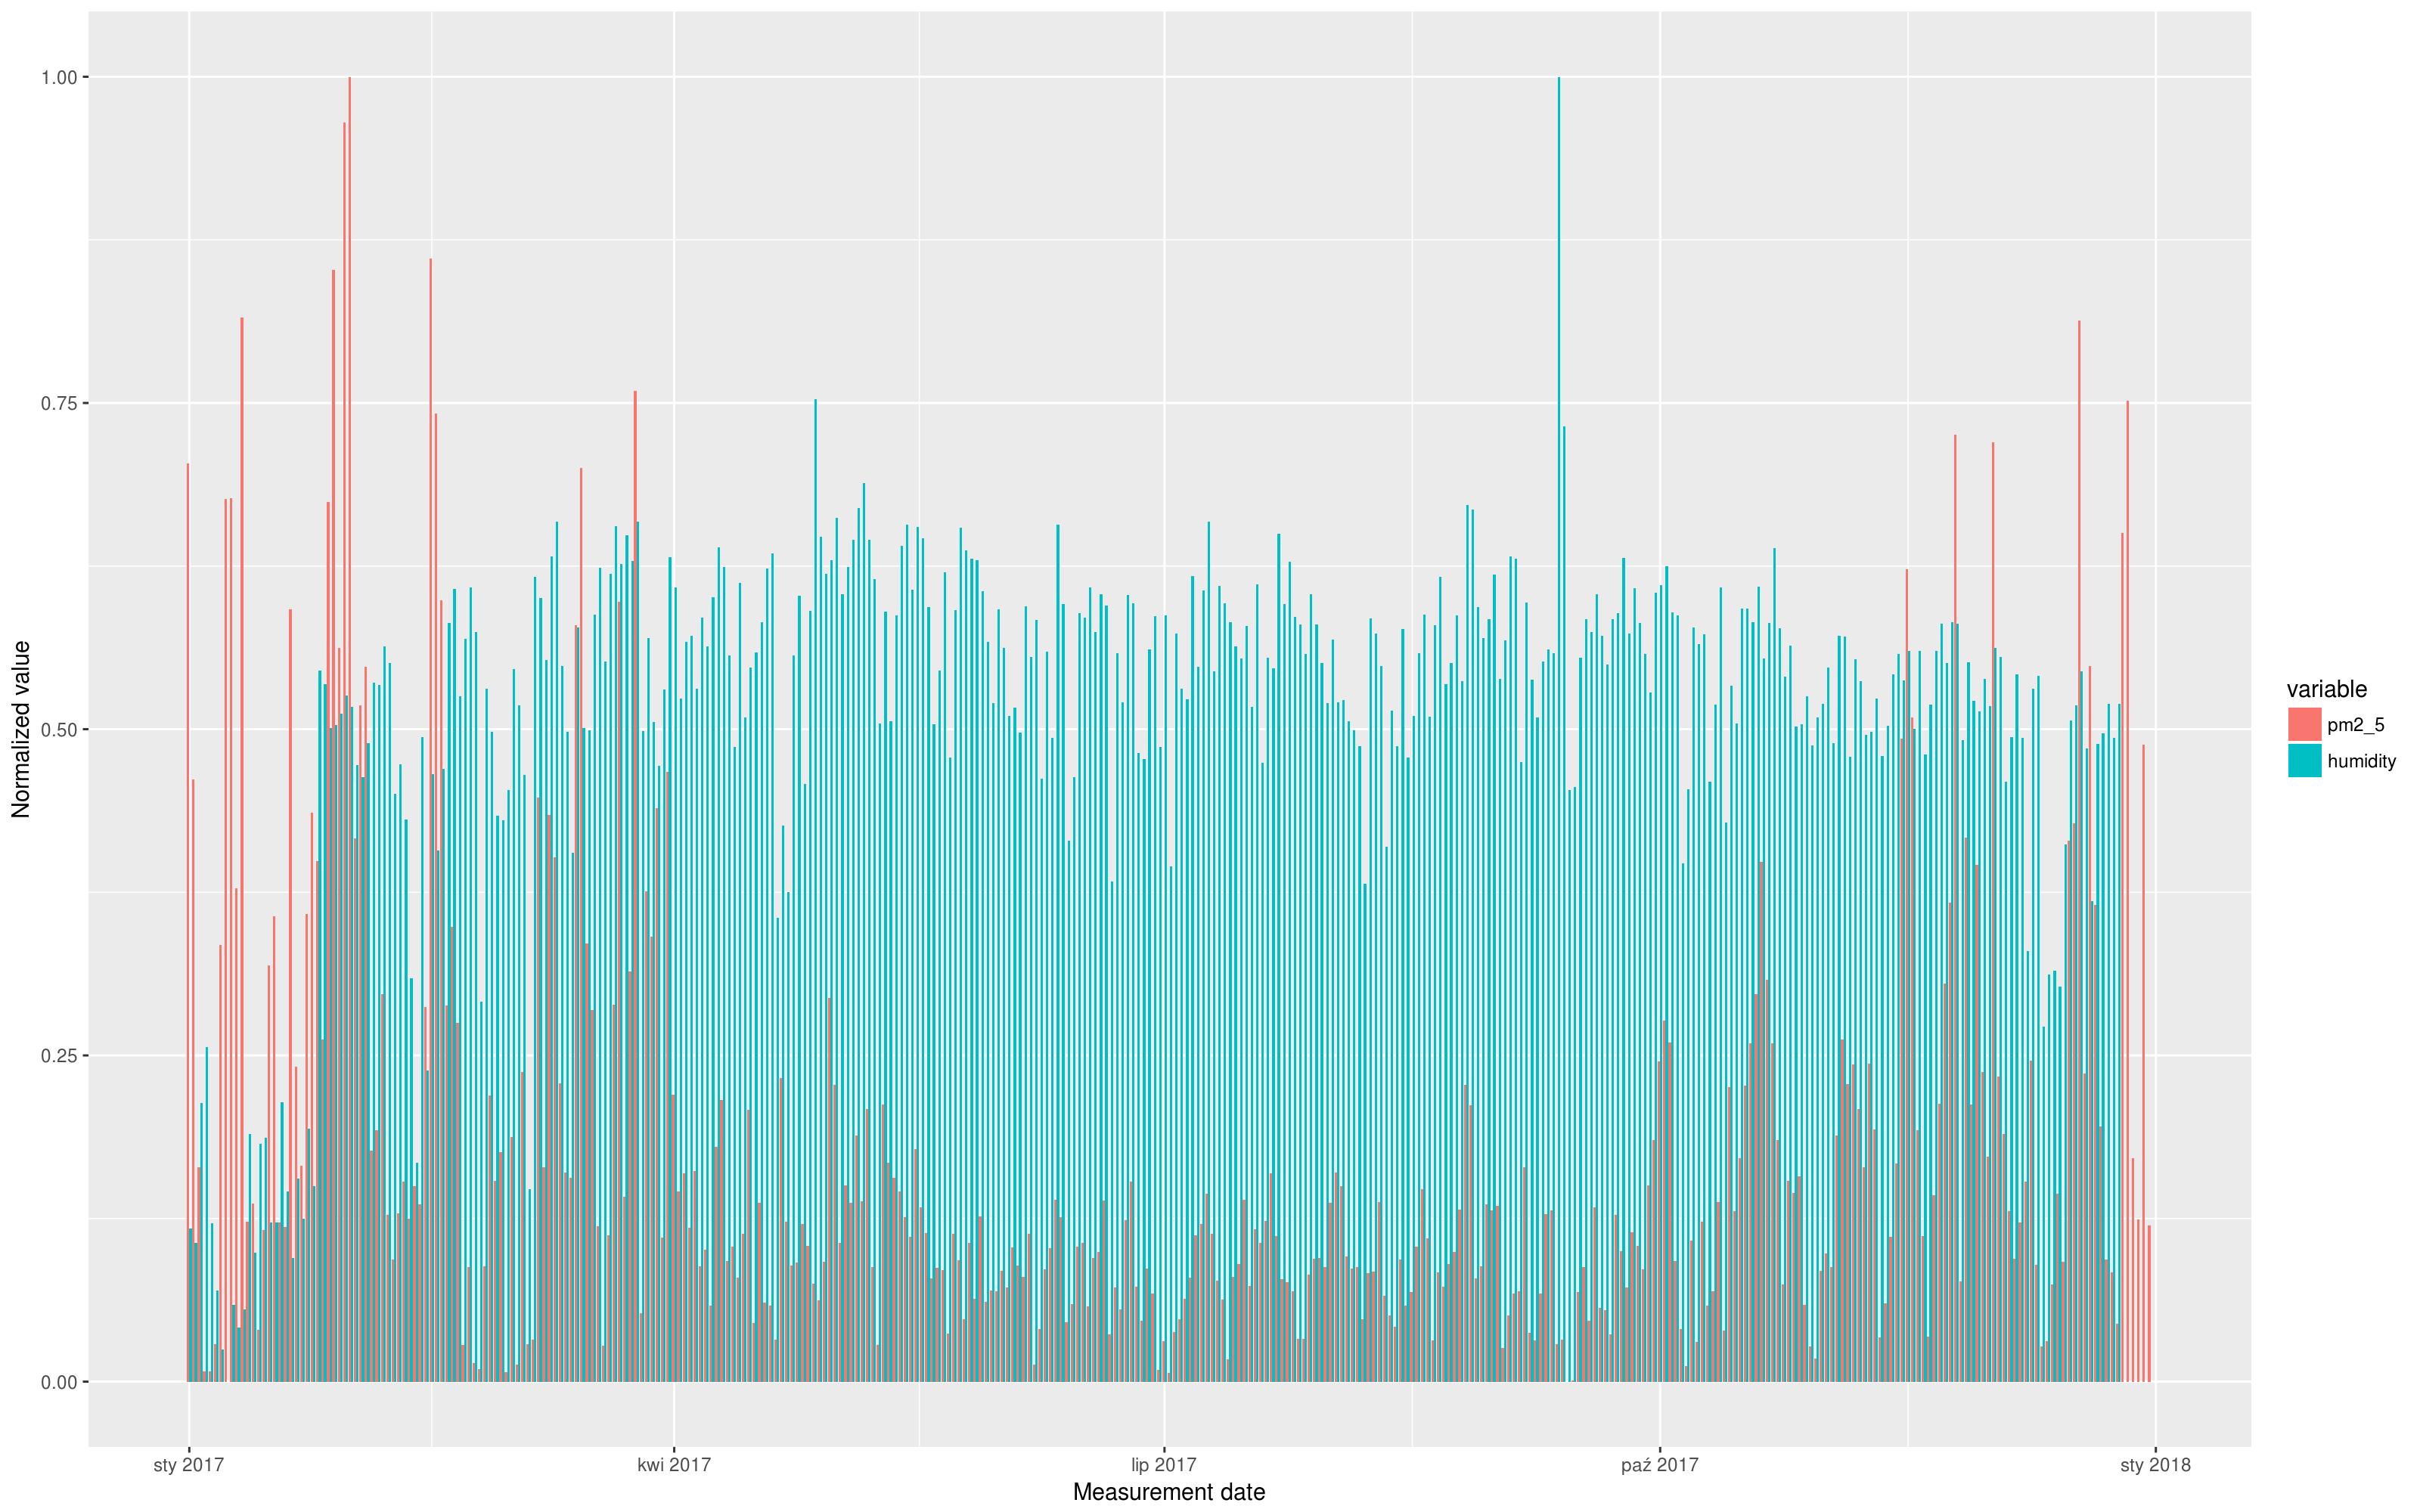 1.00
0.75
0.50
0.25
0.00
Normalized value
sty 2017
kwi 2017
lip 2017
paź 2017
sty 2018
Measurement date
variable
pm2_5
humidity